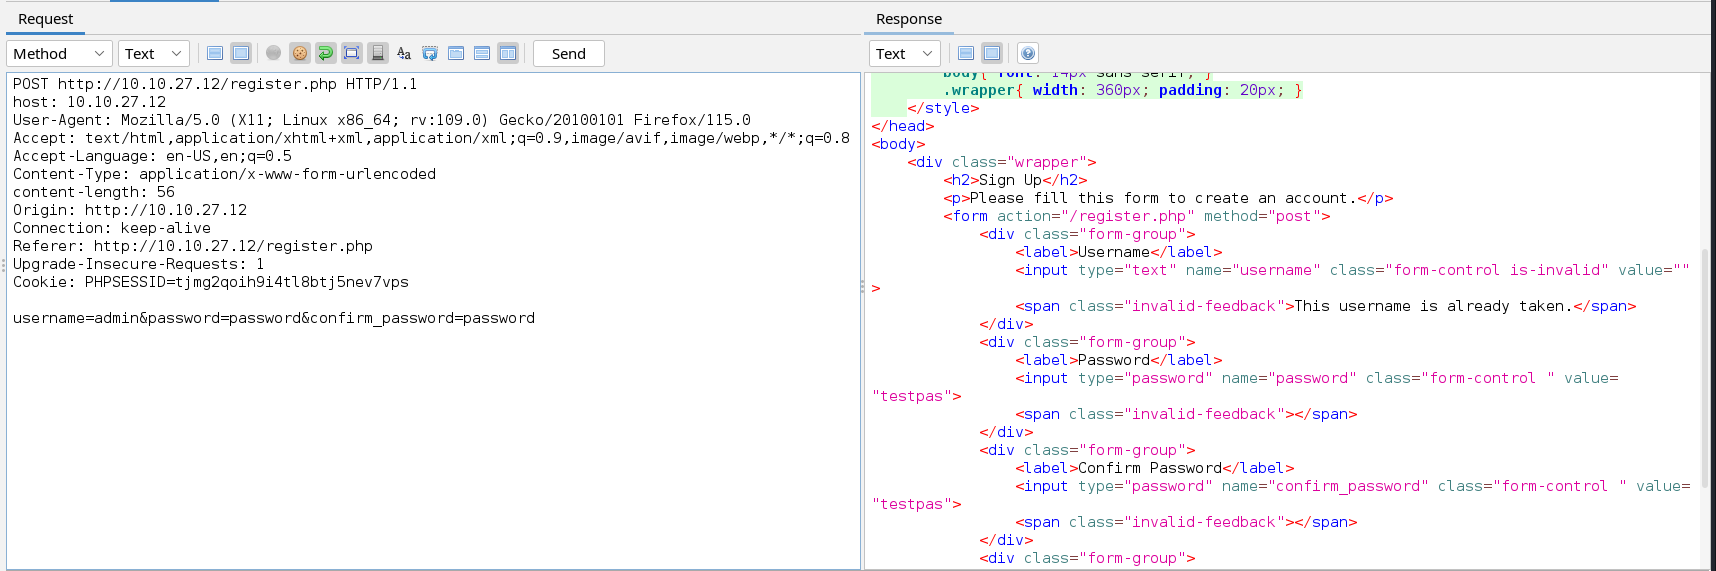 Request
Method Text Send
POST http://10.10.27.12/register.php HTTP/1.1
host: 10.10.27.12
User-Agent: Mozilla/5.0 (X11; Linux x86_64; rv:109.0) Gecko/20100101 Firefox/115.0
Accept: text/html,application/xhtml+xml,application/xml;q=0.9,image/avif,image/webp,*/*;q=0.8
Accept-Language: en-US,en;q=0.5
Content-Type: application/x-www-form-urlencoded
content-length: 56
Origin: http://10.10.27.12
Connection: keep-alive
Referer: http://10.10.27.12/register.php
Upgrade-Insecure-Requests: 1
Cookie: PHPSESSID=tjmg2qoih9i4tl8btj5nev7vps
username=admin&password=password&confirm_password=password
Response
Text
body{ font: 14px sans serif; }
.wrapper{ width: 360px; padding: 20px; }
</style>
</head>
<body>
<div class="wrapper">
<h2>Sign Up</h2>
<p>Please fill this form to create an account.</p>
<form action="/register.php" method="post">
<div class="form-group">
<label>Username</label>
<input type="text" name="username" class="form-control is-invalid" value=""
>
<span class="invalid-feedback">This username is already taken.</span>
</div>
<div class="form-group">
<label>Password</label>
<input type="password" name="password" class="form-control " value=
"testpas">
<span class="invalid-feedback"></span>
</div>
<div class="form-group">
<label>Confirm Password</label>
<input type="password" name="confirm_password" class="form-control " value=
"testpas">
<span class="invalid-feedback"></span>
</div>
<div class="form-group">